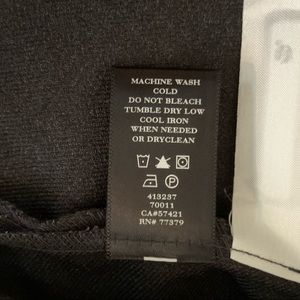 MACHINE WASH
COLD
DO NOT BLEACH
TUMBLE DRY LOW
COOL IRON
WHEN NEEDED
OR DRYCLEAN
P
413237
70011
CA#57421
RN# 77379